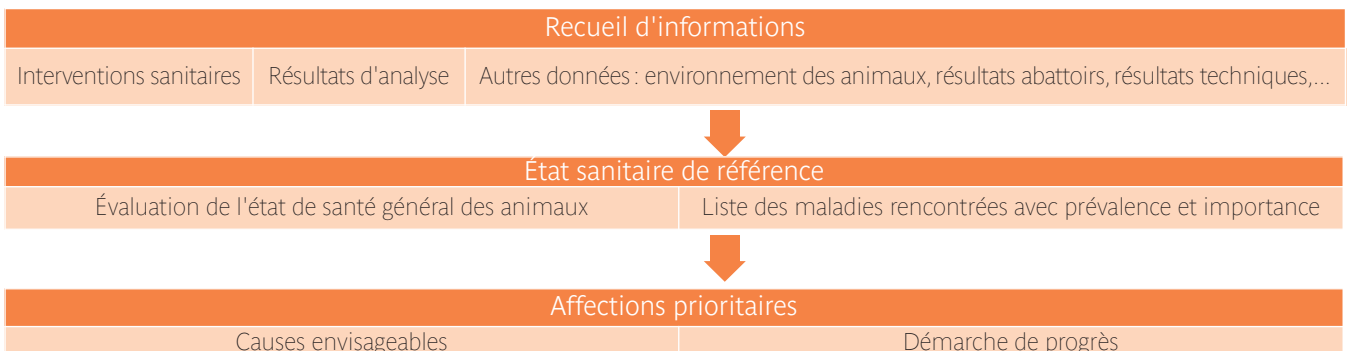 Recueil d'informations
Interventions sanitaires
Résultats d'analyse
Autres données : environnement des animaux, résultats abattoirs, résultats techniques,...
État sanitaire de référence
Évaluation de l'état de santé général des animaux
Liste des maladies rencontrées avec prévalence et importance
Affections prioritaires
Causes envisageables
Démarche de progrès